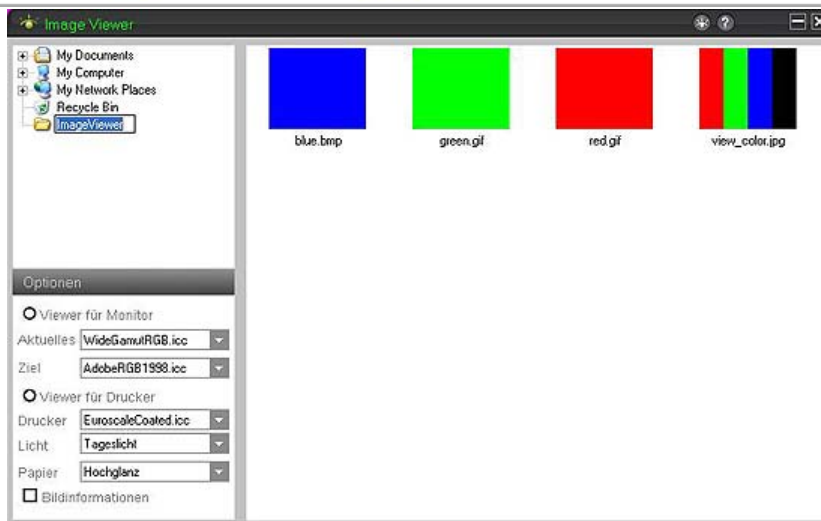 Image Viewer
My Documents
My Computer
My Network Places
Recycle Bin
ImageViewer
blue.bmp
green.gif
red.gif
view_color.jpg
Optionen
Viewer für Monitor
Aktuelles WideGamutRGB.icc
Ziel AdobeRGB1998.icc
Viewer für Drucker
Drucker EuroscaleCoated.icc
Licht Tageslicht
Papier Hochglanz
Bildinformationen